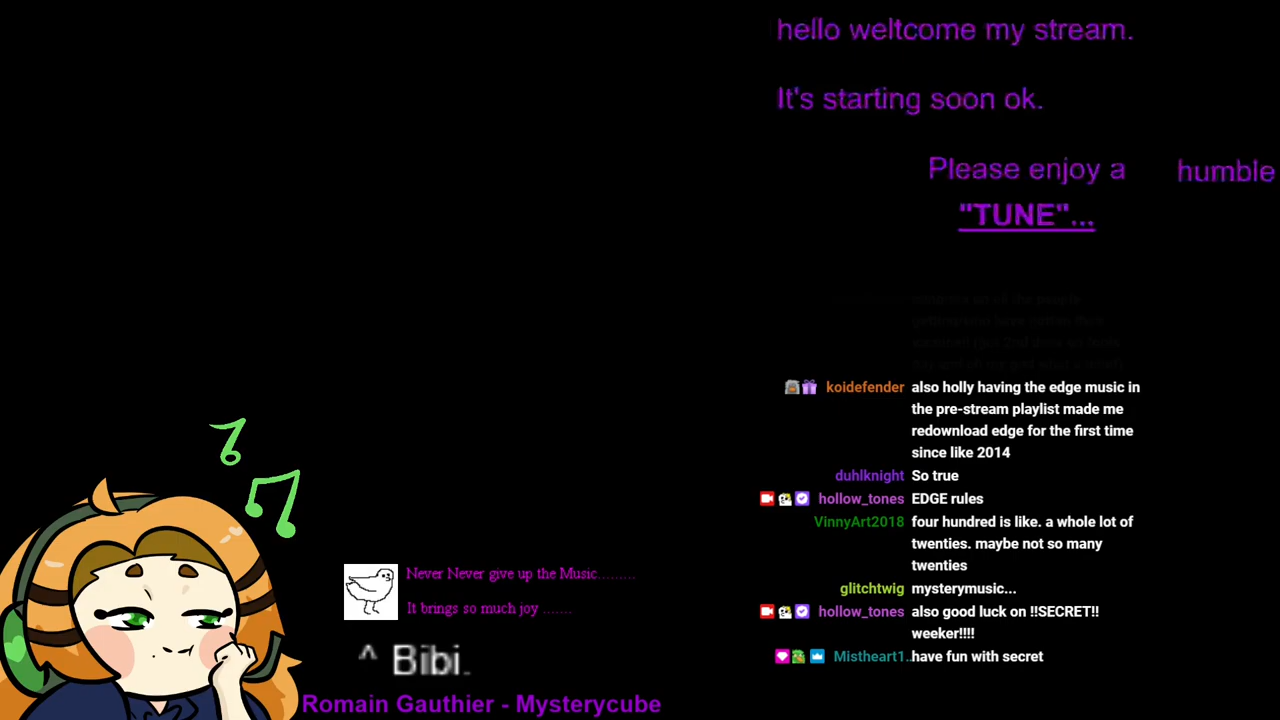 hello weltcome my stream.
It's starting soon ok.
Please enjoy a humble
"TUNE"...
koidefender also holly having the edge music in
the pre-stream playlist made me
redownload edge for the first time
since like 2014
duhlknight So true
hollow_tones EDGE rules
VinnyArt2018 four hundred is like. a whole lot of
twenties. maybe not so many
twenties
glitchtwig mysterymusic...
hollow_tones also good luck on !!SECRET!!
weeker!!!!
Mistheart1.. have fun with secret
Never Never give up the Music.........
It brings so much joy .......
^ Bibi.
Romain Gauthier - Mysterycube